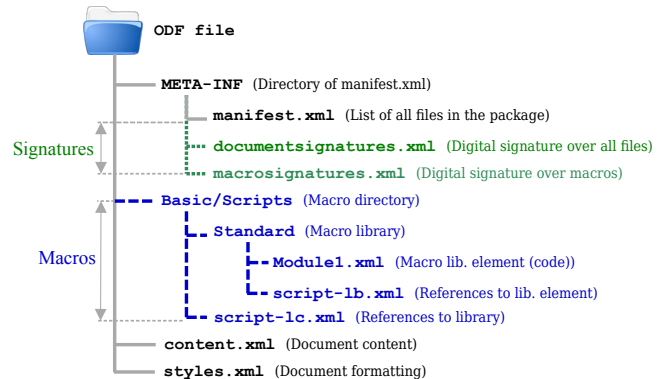 ODF file
META-INF (Directory of manifest.xml)
manifest.xml (List of all files in the package)
Signatures
documentsignatures.xml (Digital signature over all files)
macrosignatures.xml (Digital signature over macros)
Basic/Scripts (Macro directory)
Standard (Macro library)
Macros
Module1.xml (Macro lib. element (code))
script-lb.xml (References to lib. element)
script-lc.xml (References to library)
content.xml (Document content)
styles.xml (Document formatting)